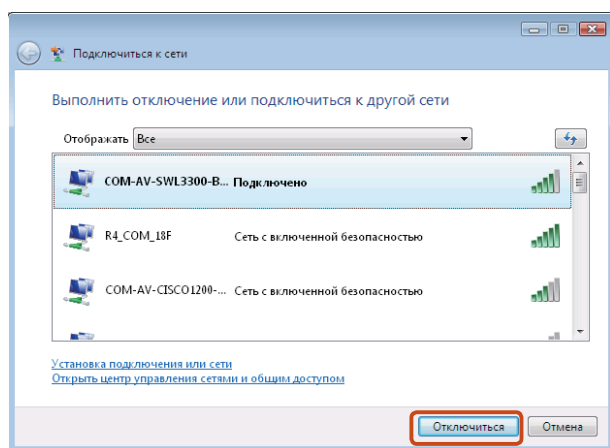 Подключиться к сети
Выполнить отключение или подключиться к другой сети
Отображать Все
COM-AV-SWL3300-B... Подключено
R4_COM_18F Сеть с включенной безопасностью
COM-AV-CISCO1200-... Сеть с включенной безопасностью
Установка подключения или сети
Открыть центр управления сетями и общим доступом
Отключиться Отмена